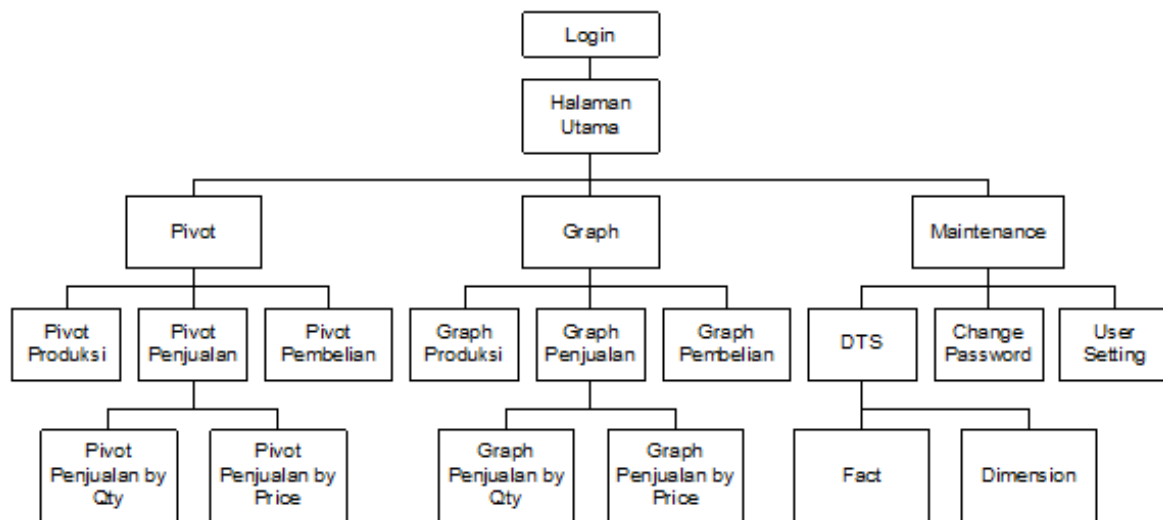 Login
Halaman
Utama
Pivot
Graph
Maintenance
Pivot
Produksi
Pivot
Penjualan
Pivot
Pembelian
Graph
Produksi
Graph
Penjualan
Graph
Pembelian
DTS
Change
Password
User
Setting
Pivot
Penjualan by
Qty
Pivot
Penjualan by
Price
Graph
Penjualan by
Qty
Graph
Penjualan by
Price
Fact
Dimension